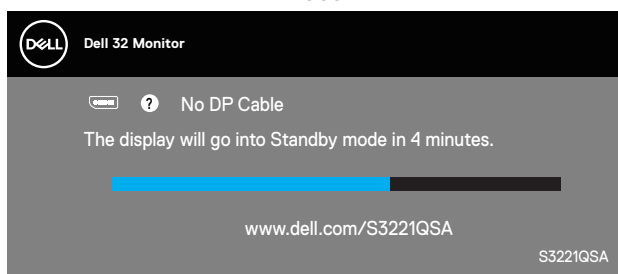 DELL
Dell 32 Monitor
? No DP Cable
The display will go into Standby mode in 4 minutes.
www.dell.com/S3221QSA
S3221QSA